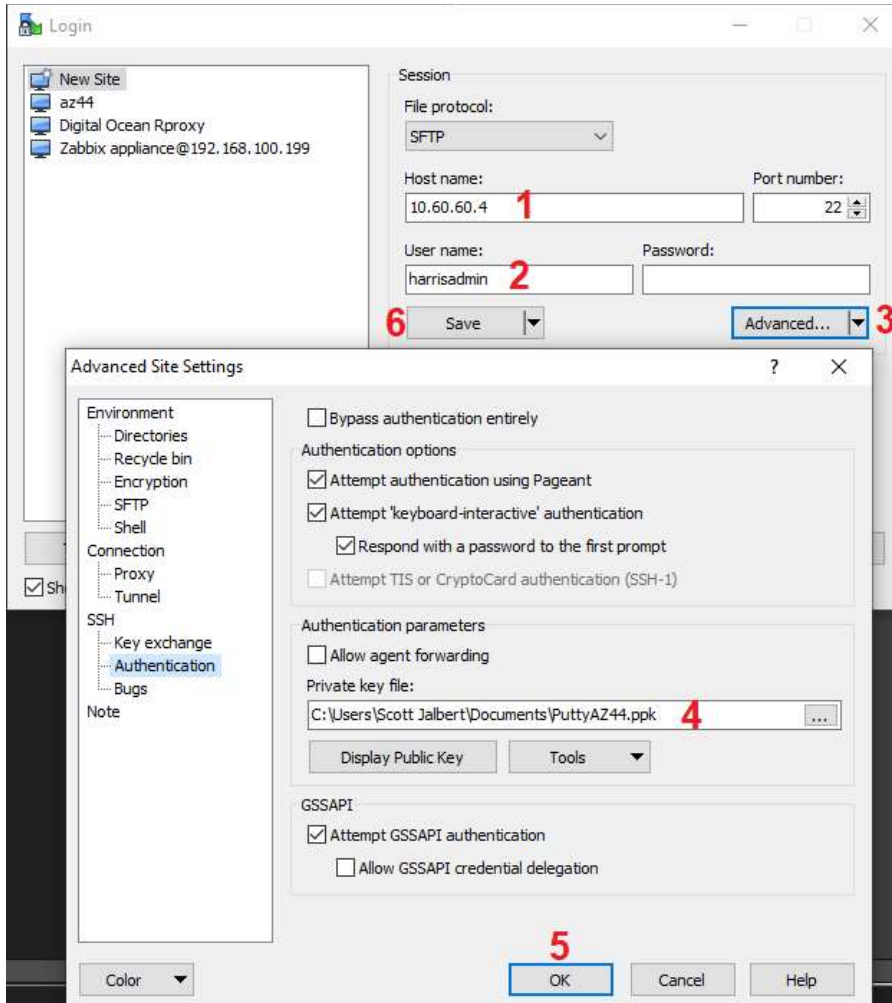 Login
New Site
az44
Digital Ocean Rproxy
Zabbix appliance@192.168.100.199
Session
File protocol:
SFTP
Host name:
Port number:
10.60.60.4 1
22
User name:
Password:
harrisadmin 2
6 Save
Advanced... 3
Advanced Site Settings
?
Environment
Directories
Recycle bin
Encryption
SFTP
Shell
Connection
Proxy
Tunnel
SSH
Key exchange
Authentication
Bugs
Note
Bypass authentication entirely
Authentication options
Attempt authentication using Pageant
Attempt 'keyboard-interactive' authentication
Respond with a password to the first prompt
Attempt TIS or CryptoCard authentication (SSH-1)
Authentication parameters
Allow agent forwarding
Private key file:
C:\Users\Scott Jalbert\Documents\PuttyAZ44.ppk 4
...
Display Public Key
Tools
GSSAPI
Attempt GSSAPI authentication
Allow GSSAPI credential delegation
5
Color
OK
Cancel
Help